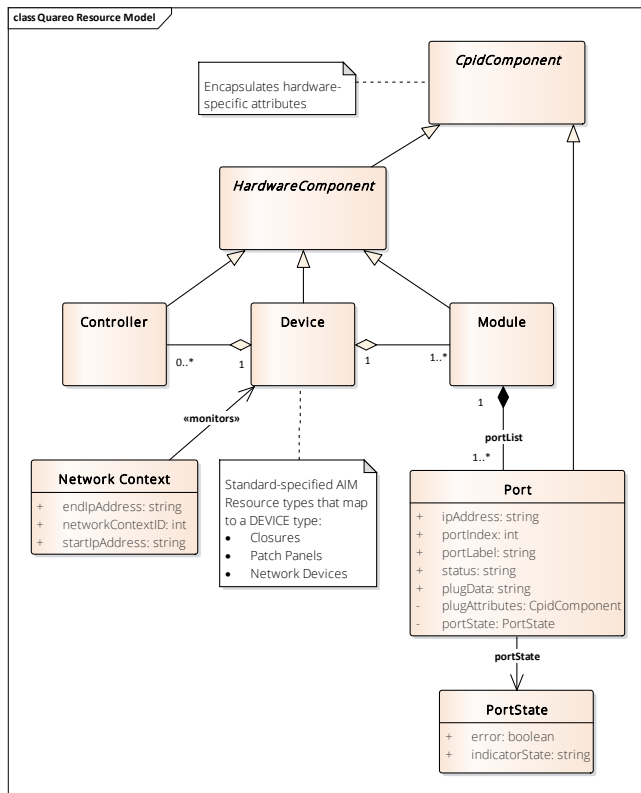 class Quareo Resource Model
CpidComponent
Encapsulates hardware-
specific attributes
HardwareComponent
Controller
Device
Module
0..*
1
1
1..*
«monitors»
1
portList
1..*
Network Context
+ endIpAddress: string
+ networkContextID: int
+ startIpAddress: string
Standard-specified AIM
Resource types that map
to a DEVICE type:
• Closures
• Patch Panels
• Network Devices
Port
+ ipAddress: string
+ portIndex: int
+ portLabel: string
+ status: string
+ plugData: string
- plugAttributes: CpidComponent
- portState: PortState
portState
PortState
+ error: boolean
+ indicatorState: string